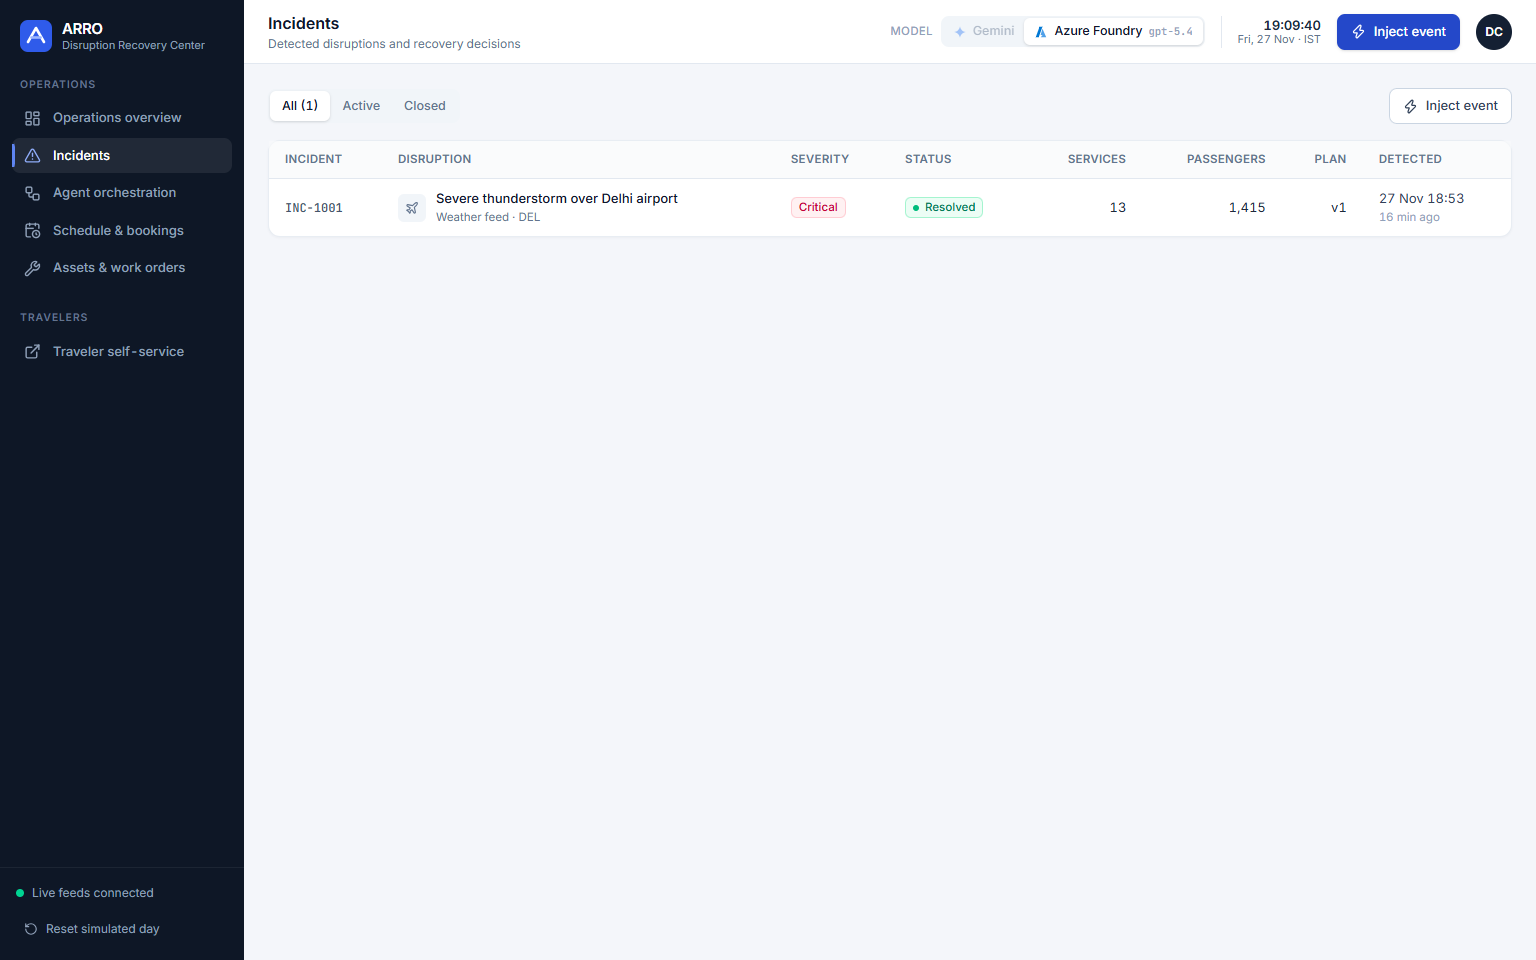 ARRO
Disruption Recovery Center
OPERATIONS
Operations overview
Incidents
Agent orchestration
Schedule & bookings
Assets & work orders
TRAVELERS
Traveler self-service
Live feeds connected
Reset simulated day
Incidents
Detected disruptions and recovery decisions
MODEL Gemini Azure Foundry gpt-5.4
19:09:40
Fri, 27 Nov · IST
Inject event
DC
All (1) Active Closed
Inject event
INCIDENT DISRUPTION SEVERITY STATUS SERVICES PASSENGERS PLAN DETECTED
INC-1001 Severe thunderstorm over Delhi airport Critical Resolved 13 1,415 v1 27 Nov 18:53
Weather feed · DEL 16 min ago